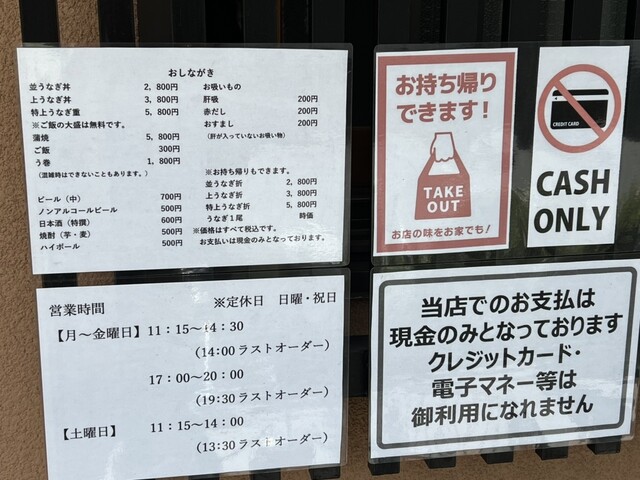 おしながき
並うなぎ丼 2,800円
上うなぎ丼 3,800円
特上うなぎ重 5,800円
※ご飯の大盛は無料です。
蒲焼 5,800円
ご飯 300円
う巻 1,800円
(混雑時はできないこともあります。)
ビール(中) 700円
ノンアルコールビール 500円
日本酒(特撰) 600円
焼酎(芋・麦) 500円
ハイボール 500円
お吸いもの
肝吸 200円
赤だし 200円
おすまし 200円
(肝が入っていないお吸い物)
※お持ち帰りもできます。
並うなぎ折 2,800円
上うなぎ折 3,800円
特上うなぎ折 5,800円
うなぎ1尾 時価
※価格はすべて税込です。
お支払いは現金のみとなっております。
お持ち帰り
できます!
TAKE
OUT
お店の味をお家でも!
CREDIT CARD
CASH
ONLY
営業時間 ※定休日 日曜・祝日
【月~金曜日】11:15~14:30
(14:00 ラストオーダー)
17:00~20:00
(19:30 ラストオーダー)
【土曜日】 11:15~14:00
(13:30 ラストオーダー)
当店でのお支払は
現金のみとなっております
クレジットカード・
電子マネー等は
御利用になれません